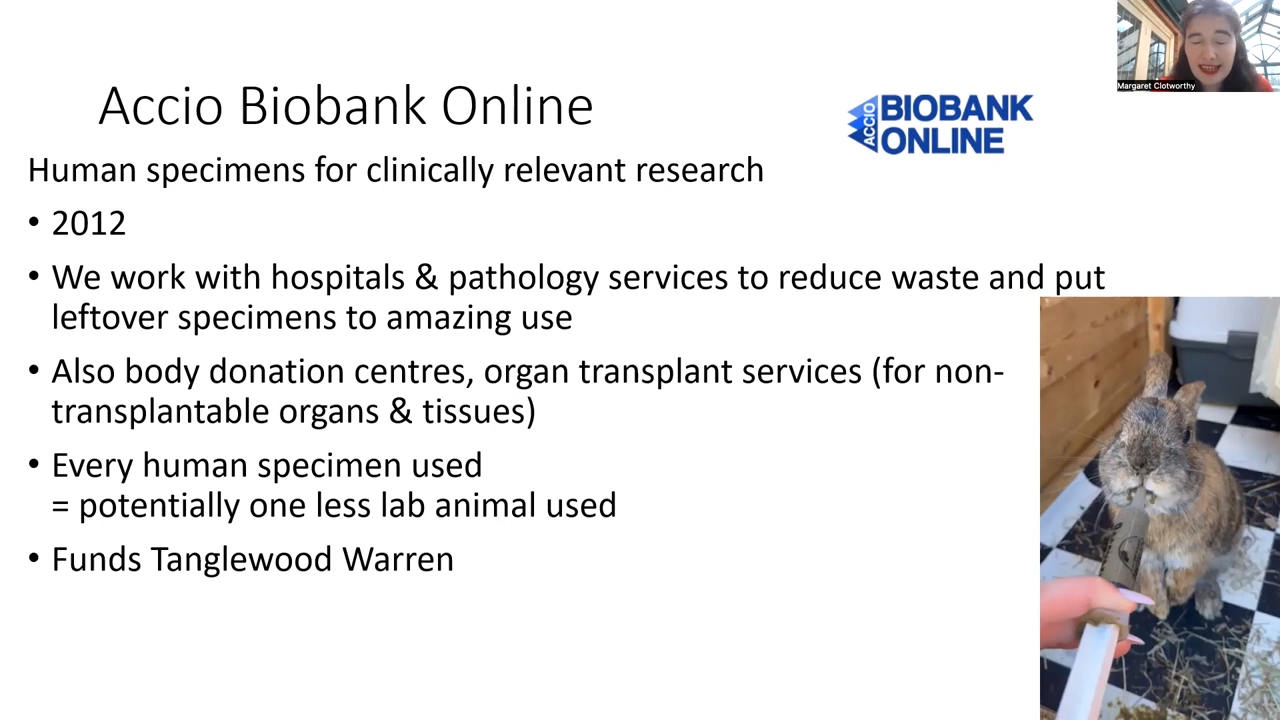 Margaret Clotworthy
Accio Biobank Online
ACCIO
BIOBANK
ONLINE
Human specimens for clinically relevant research
• 2012
• We work with hospitals & pathology services to reduce waste and put
leftover specimens to amazing use
• Also body donation centres, organ transplant services (for non-
transplantable organs & tissues)
• Every human specimen used
= potentially one less lab animal used
• Funds Tanglewood Warren